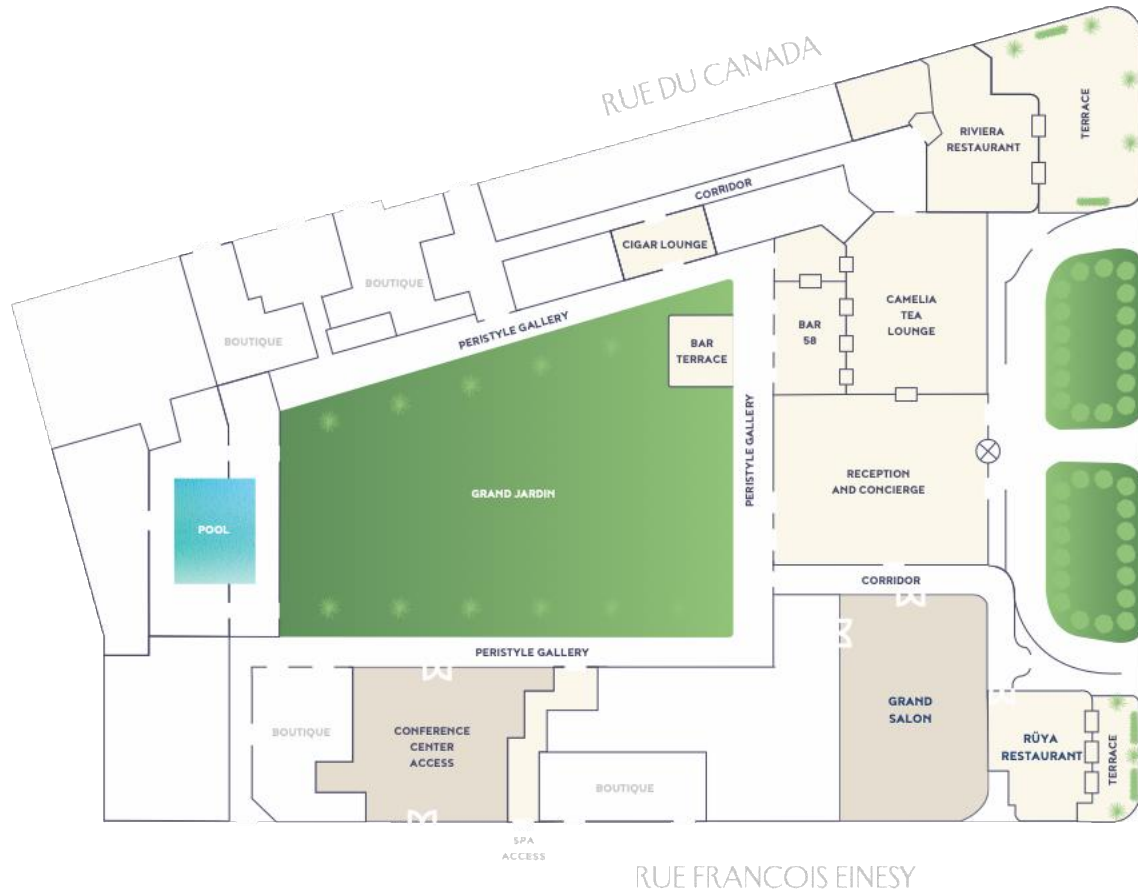 RUE DU CANADA
TERRACE
RIVIERA
RESTAURANT
CORRIDOR
CIGAR LOUNGE
BOUTIQUE
CAMELIA
TEA
LOUNGE
BAR
58
PERISTYLE GALLERY
BOUTIQUE
BAR
TERRACE
PERISTYLE GALLERY
RECEPTION
AND CONCIERGE
GRAND JARDIN
POOL
CORRIDOR
PERISTYLE GALLERY
GRAND
SALON
CONFERENCE
CENTER
ACCESS
BOUTIQUE
RÜYA
RESTAURANT
TERRACE
BOUTIQUE
SPA
ACCESS
RUE FRANCOIS EINESY